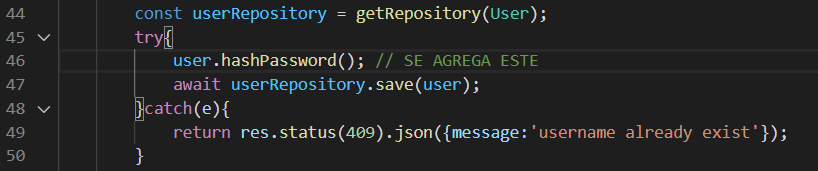 44 const userRepository = getRepository(User);
45 try{
46 user.hashPassword(); // SE AGREGA ESTE
47 await userRepository.save(user);
48 }catch(e){
49 return res.status(409).json({message:'username already exist'});
50 }